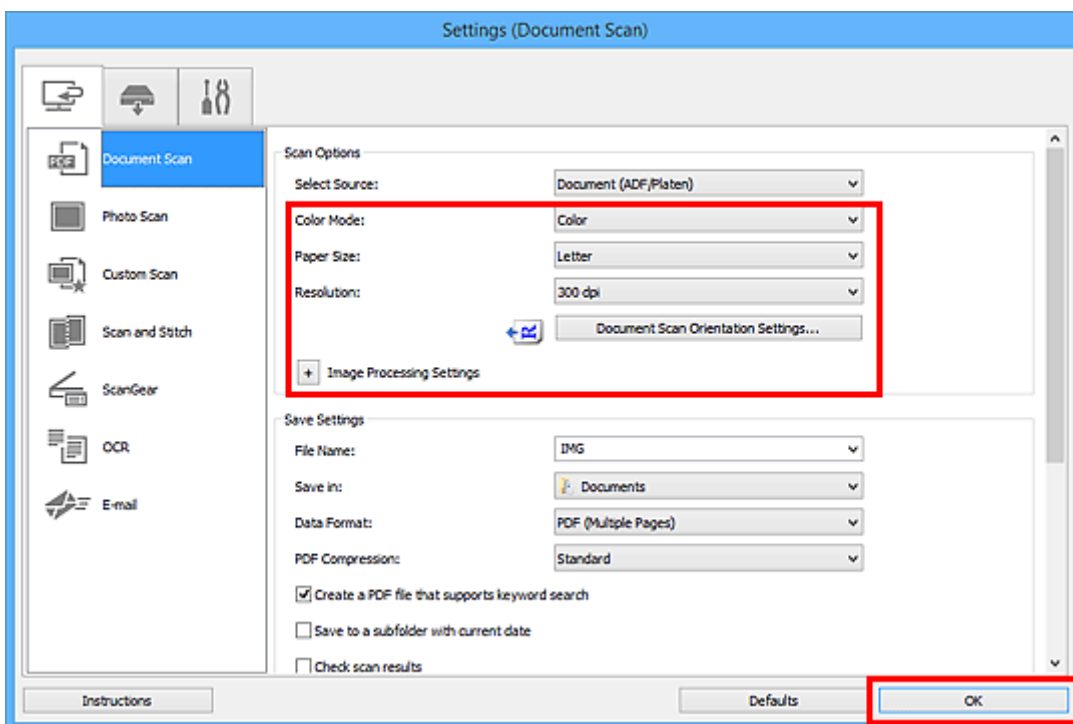 Settings (Document Scan)
PDF
Document Scan
Photo Scan
Custom Scan
Scan and Stitch
ScanGear
OCR
E-mail
Scan Options
Select Source: Document (ADF/Platen)
Color Mode: Color
Paper Size: Letter
Resolution: 300 dpi
R Document Scan Orientation Settings...
+ Image Processing Settings
Save Settings
File Name: IMG
Save in: Documents
Data Format: PDF (Multiple Pages)
PDF Compression: Standard
Create a PDF file that supports keyword search
Save to a subfolder with current date
Check scan results
Instructions Defaults OK